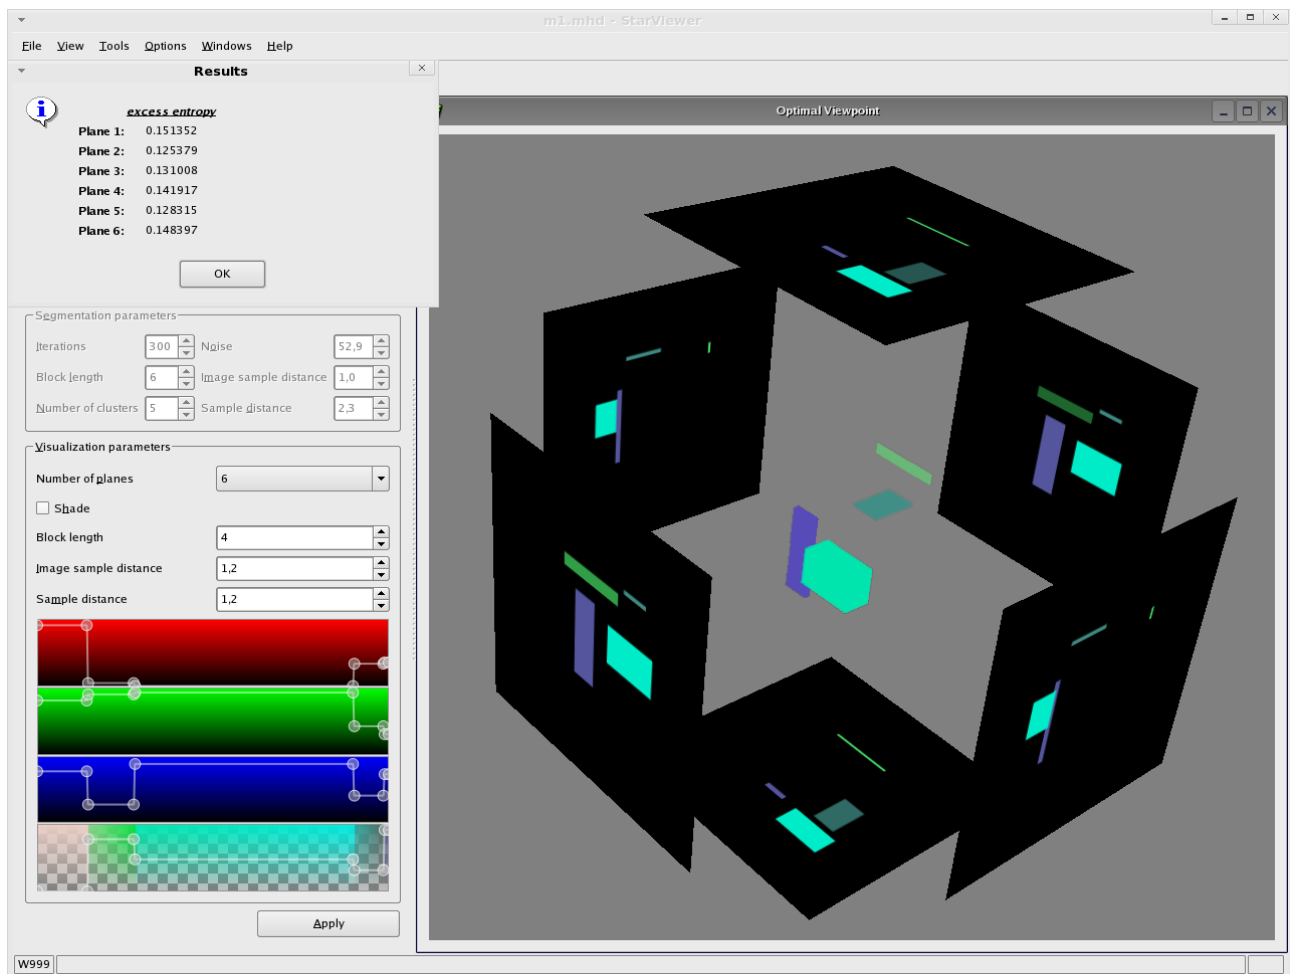 m1.mhd - StarViewer
File View Tools Options Windows Help
Results
excess entropy
Plane 1: 0.151352
Plane 2: 0.125379
Plane 3: 0.131008
Plane 4: 0.141917
Plane 5: 0.128315
Plane 6: 0.148397
OK
Optimal Viewpoint
Segmentation parameters
Iterations 300 Noise 52,9
Block length 6 Image sample distance 1,0
Number of clusters 5 Sample distance 2,3
Visualization parameters
Number of planes 6
Shade
Block length 4
Image sample distance 1,2
Sample distance 1,2
Apply
W999